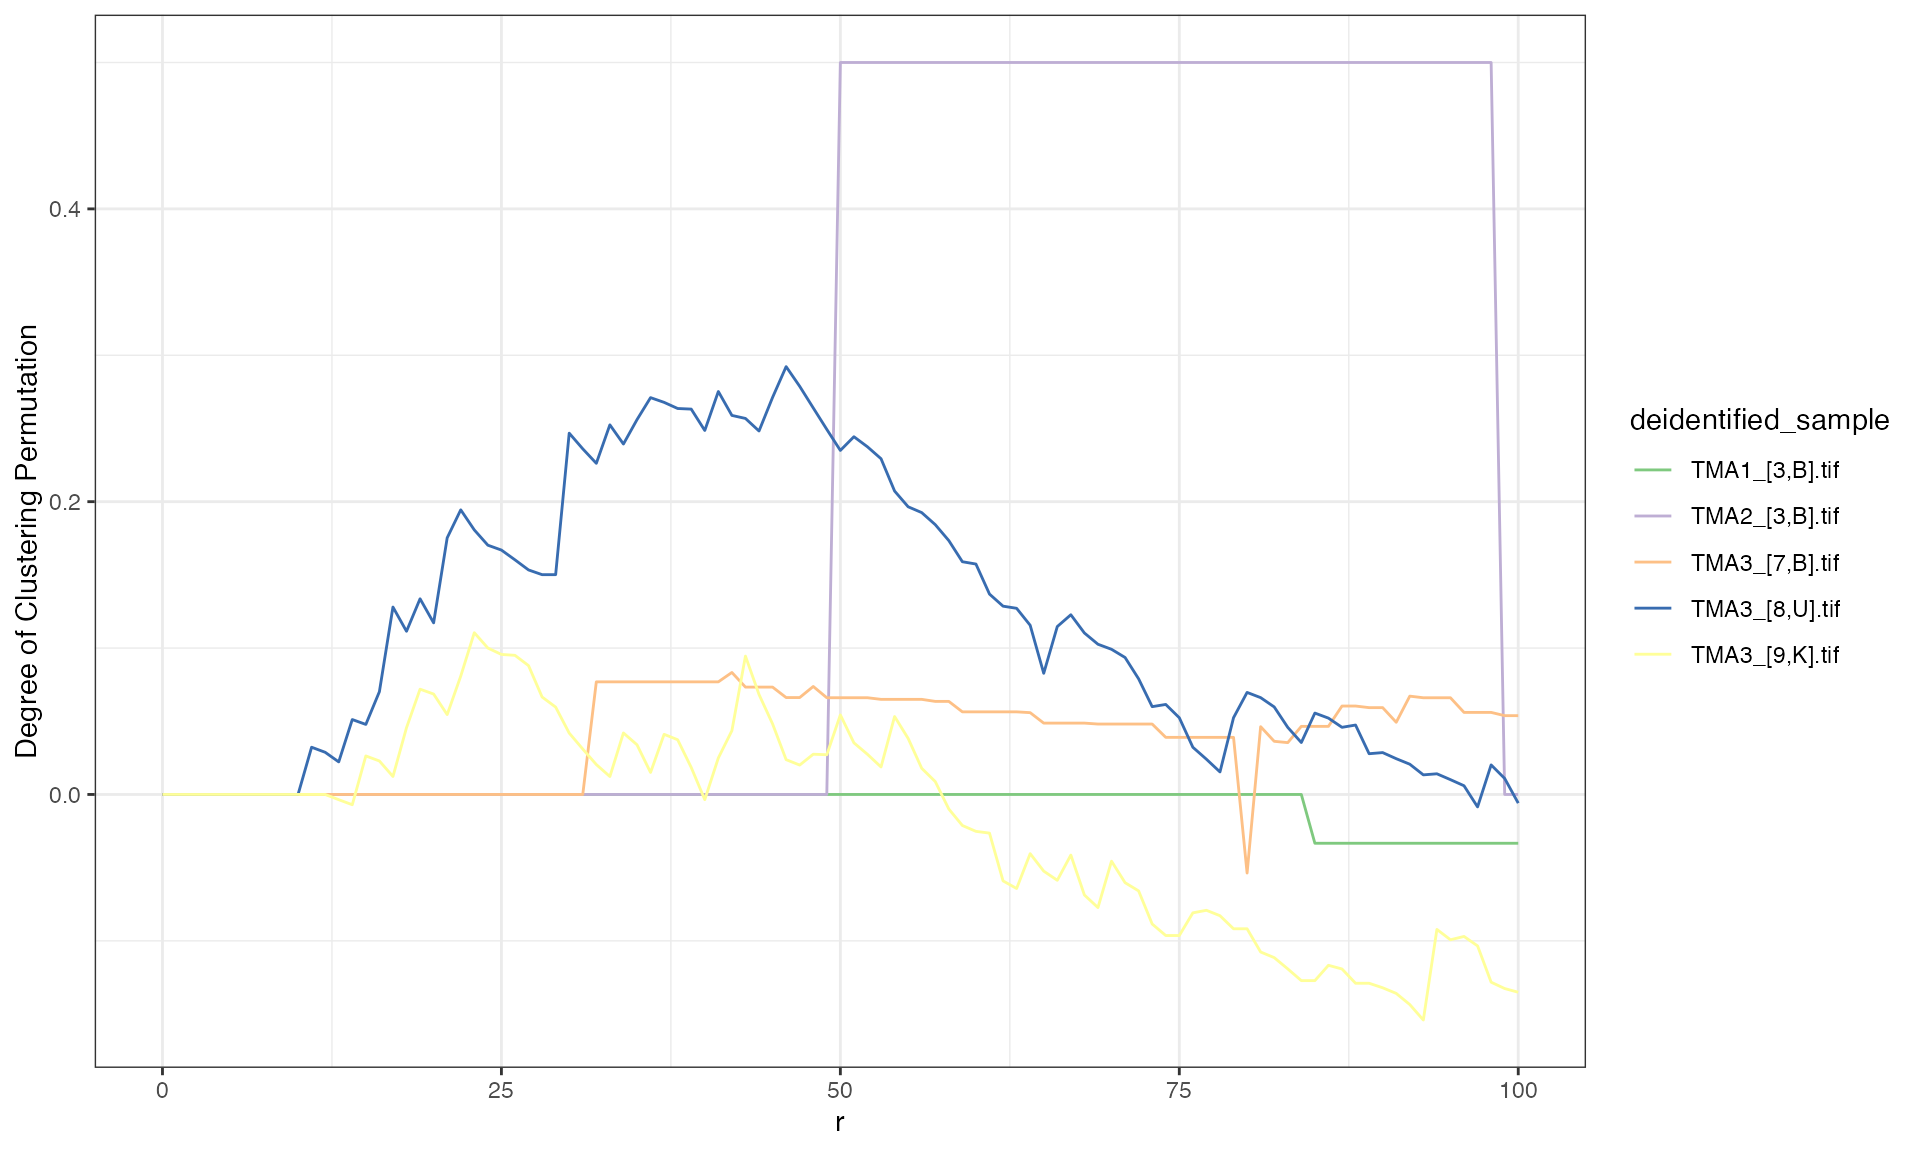 Degree of Clustering Permutation
0.4
0.2
0.0
0
25
50
75
100
r
deidentified_sample
TMA1_[3,B].tif
TMA2_[3,B].tif
TMA3_[7,B].tif
TMA3_[8,U].tif
TMA3_[9,K].tif